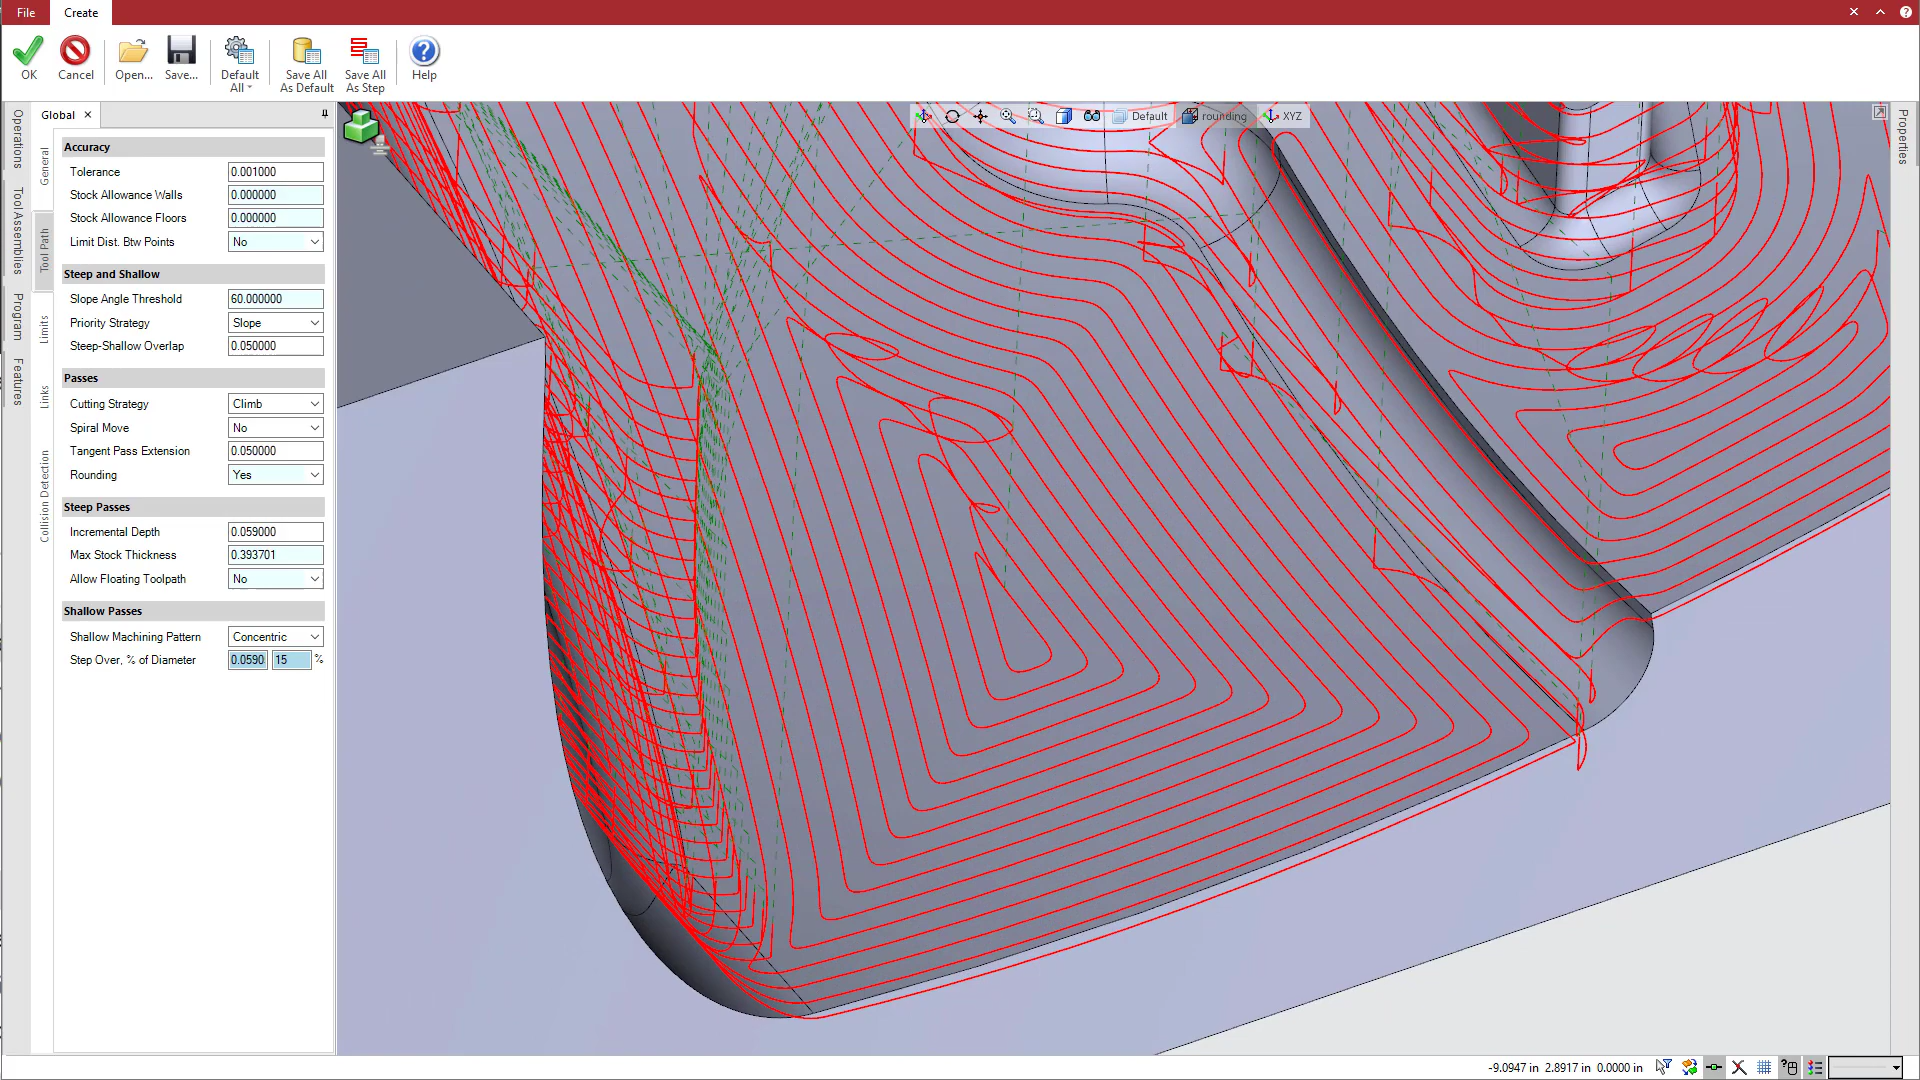 File Create
OK Cancel Open... Save... Default All Save All As Default Save All As Step Help
Operations
Tool Assemblies
Program
Features
Global
General
Tool Path
Limits
Links
Collision Detection
Accuracy
Tolerance 0.001000
Stock Allowance Walls 0.000000
Stock Allowance Floors 0.000000
Limit Dist. Btw Points No
Steep and Shallow
Slope Angle Threshold 60.000000
Priority Strategy Slope
Steep-Shallow Overlap 0.050000
Passes
Cutting Strategy Climb
Spiral Move No
Tangent Pass Extension 0.050000
Rounding Yes
Steep Passes
Incremental Depth 0.059000
Max Stock Thickness 0.393701
Allow Floating Toolpath No
Shallow Passes
Shallow Machining Pattern Concentric
Step Over, % of Diameter 0.0590 15 %
Default rounding XYZ
Properties
-9.0947 in 2.8917 in 0.0000 in